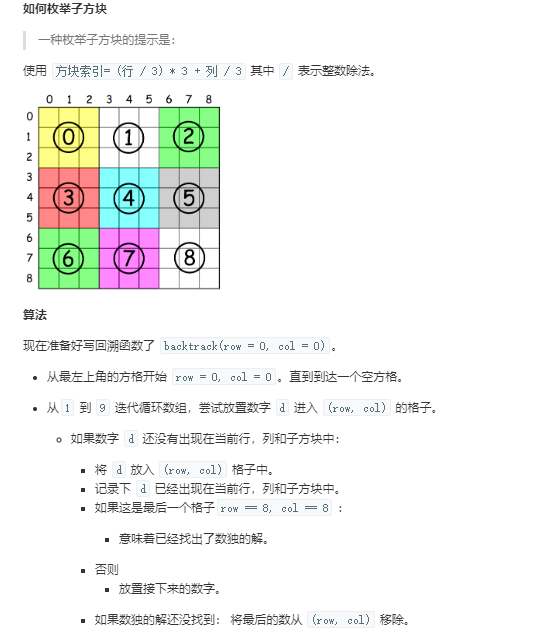 如何枚举子方块
一种枚举子方块的提示是：
使用 方块索引= (行 / 3) * 3 + 列 / 3 其中 / 表示整数除法。
0 1 2 3 4 5 6 7 8
0
1
2
3
4
5
6
7
8
0 1 2
3 4 5
6 7 8
算法
现在准备好写回溯函数了 backtrack(row = 0, col = 0)。
从最左上角的方格开始 row = 0, col = 0。直到到达一个空方格。
从 1 到 9 迭代循环数组，尝试放置数字 d 进入 (row, col) 的格子。
如果数字 d 还没有出现在当前行，列和子方块中：
将 d 放入 (row, col) 格子中。
记录下 d 已经出现在当前行，列和子方块中。
如果这是最后一个格子 row == 8, col == 8 ：
意味着已经找出了数独的解。
否则
放置接下来的数字。
如果数独的解还没找到： 将最后的数从 (row, col) 移除。